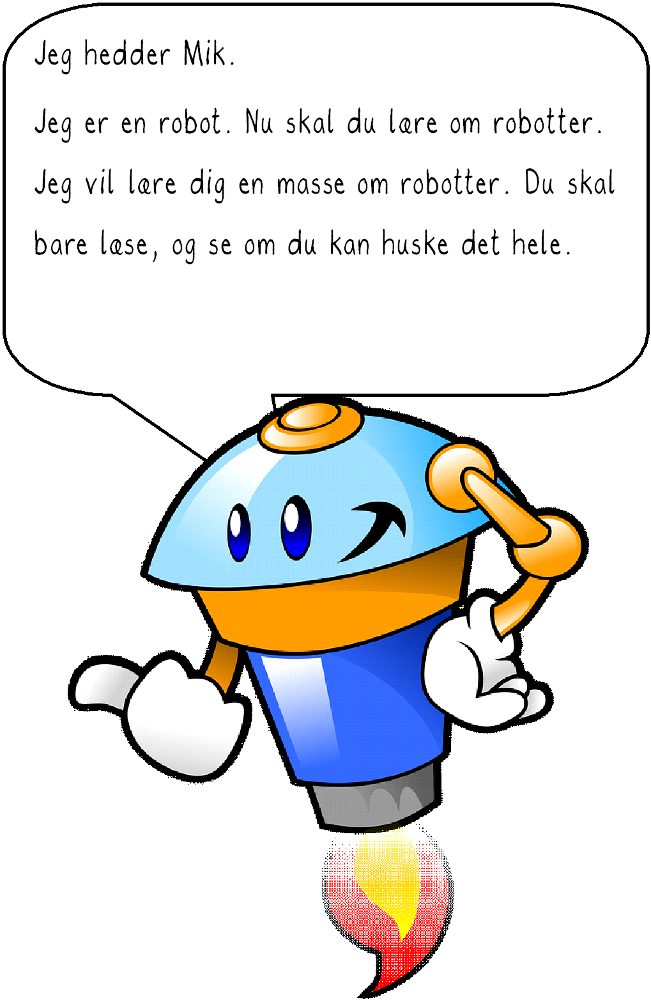 Jeg hedder Mik.
Jeg er en robot. Nu skal du lære om robotter.
Jeg vil lære dig en masse om robotter. Du skal
bare læse, og se om du kan huske det hele.